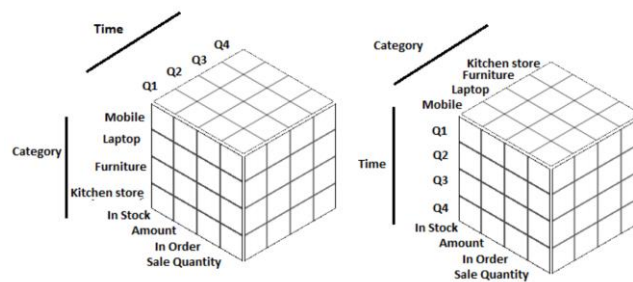 Time
Q4
Q3
Q2
Q1
Mobile
Laptop
Category
Furniture
Kitchen store
In Stock
Amount
In Order
Sale Quantity
Category
Kitchen store
Furniture
Laptop
Mobile
Q1
Q2
Time
Q3
Q4
In Stock
Amount
In Order
Sale Quantity